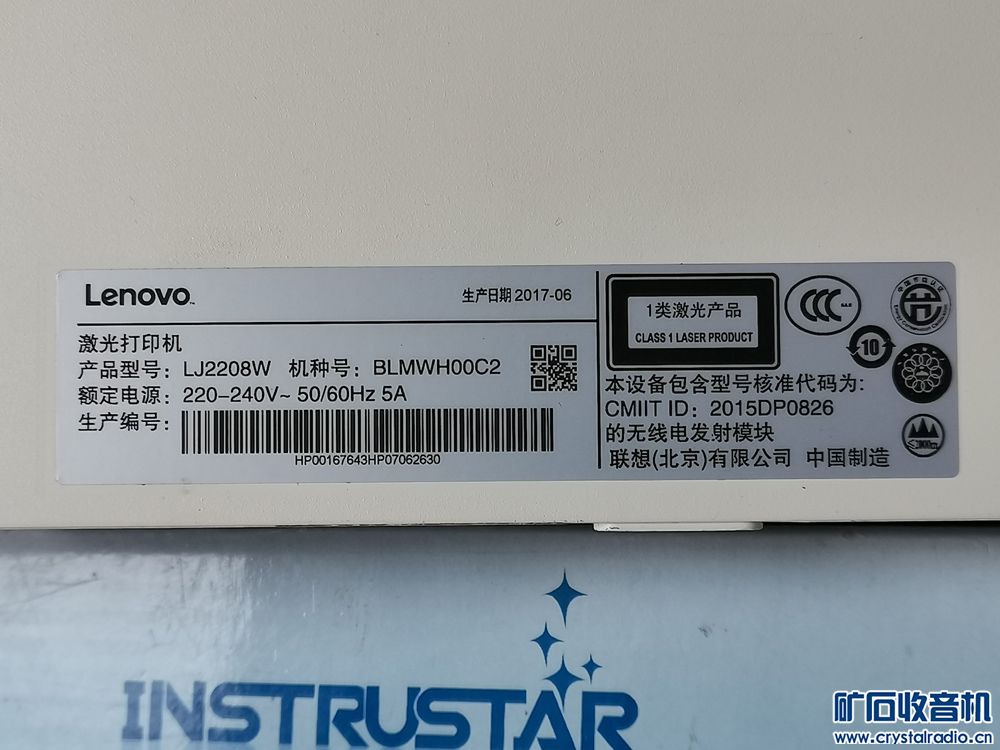 Lenovo
生产日期 2017-06
激光打印机
产品型号: LJ2208W 机种号: BLMWH00C2
额定电源: 220-240V~ 50/60Hz 5A
生产编号:
HP00167643HP07062630
1类激光产品
CLASS 1 LASER PRODUCT
CCC
10
本设备包含型号核准代码为:
CMIIT ID: 2015DP0826
的无线电发射模块
联想(北京)有限公司 中国制造
INSTRUSTAR
矿石收音机
www.crystalradio.cn